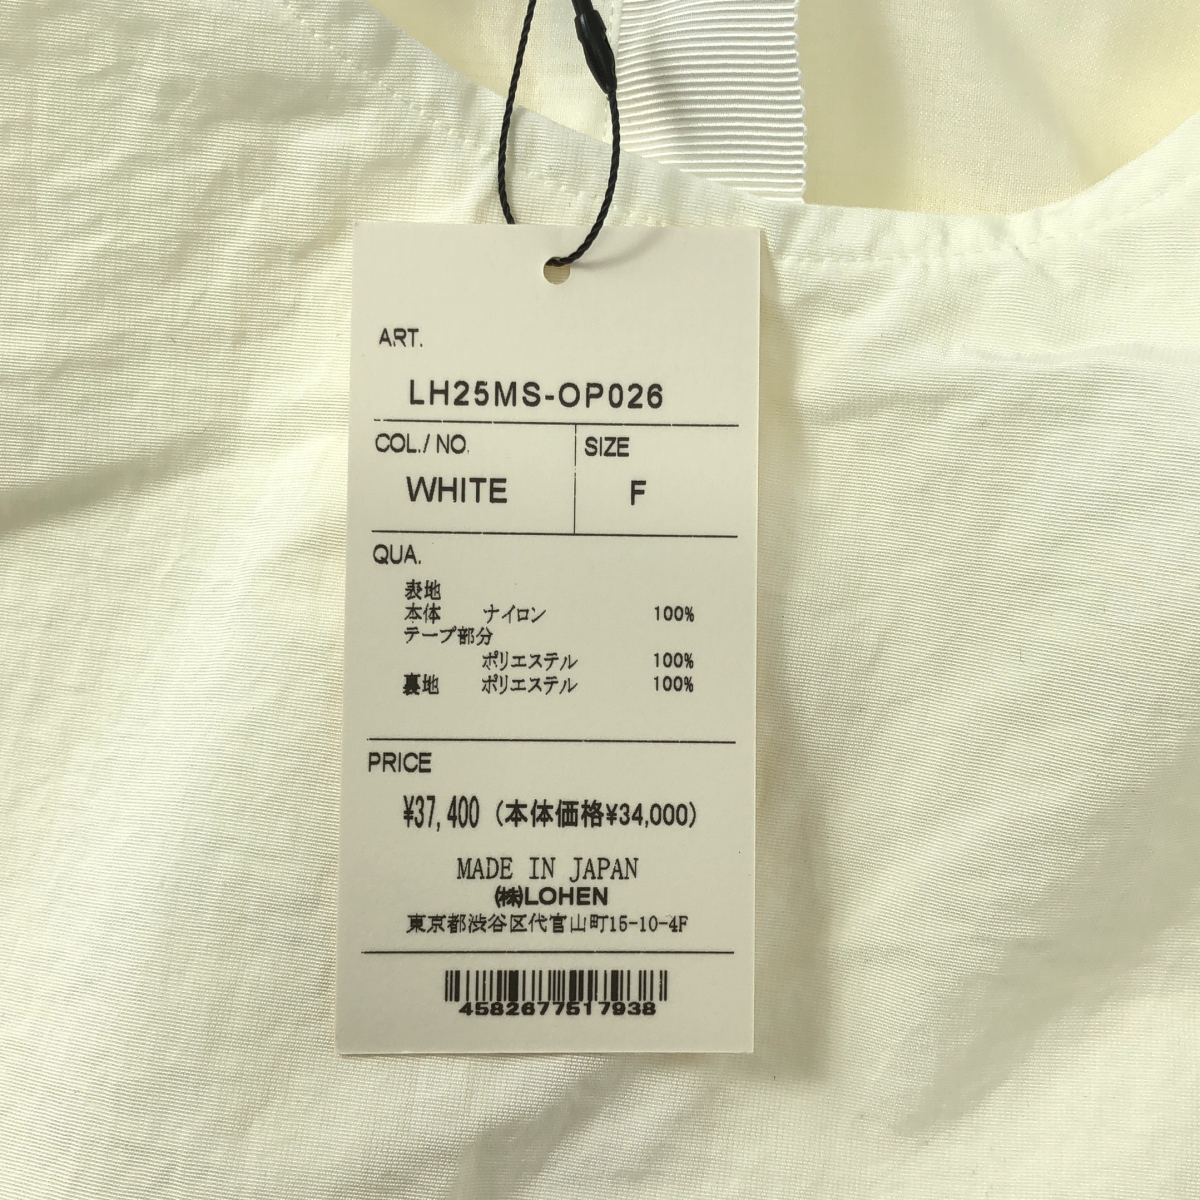 ART.
LH25MS-OP026
COL./NO. SIZE
WHITE F
QUA.
表地
本体 ナイロン 100%
テープ部分
ポリエステル 100%
裏地 ポリエステル 100%
PRICE
¥37,400 (本体価格¥34,000)
MADE IN JAPAN
㈱LOHEN
東京都渋谷区代官山町15-10-4F
4582677517938